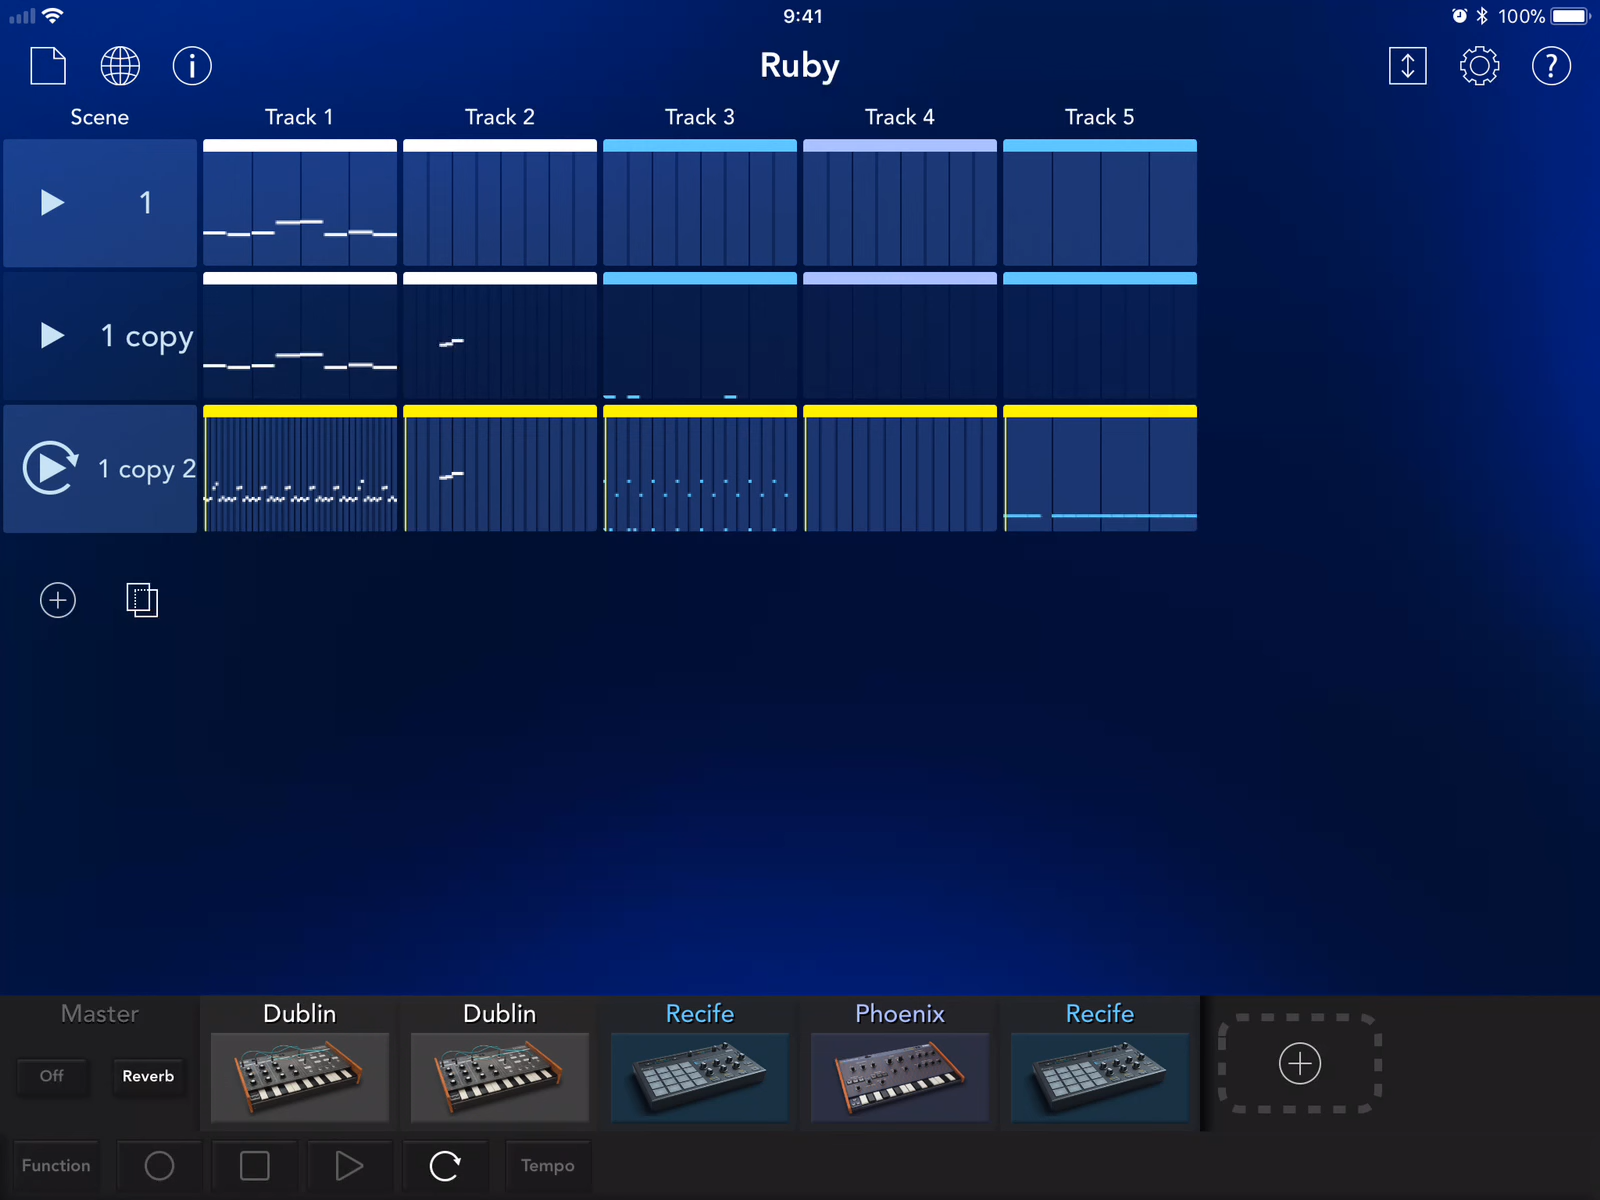 9:41
100%
Ruby
Scene
Track 1
Track 2
Track 3
Track 4
Track 5
1
1 copy
1 copy 2
Master
Dublin
Dublin
Recife
Phoenix
Recife
Off
Reverb
Function
Tempo